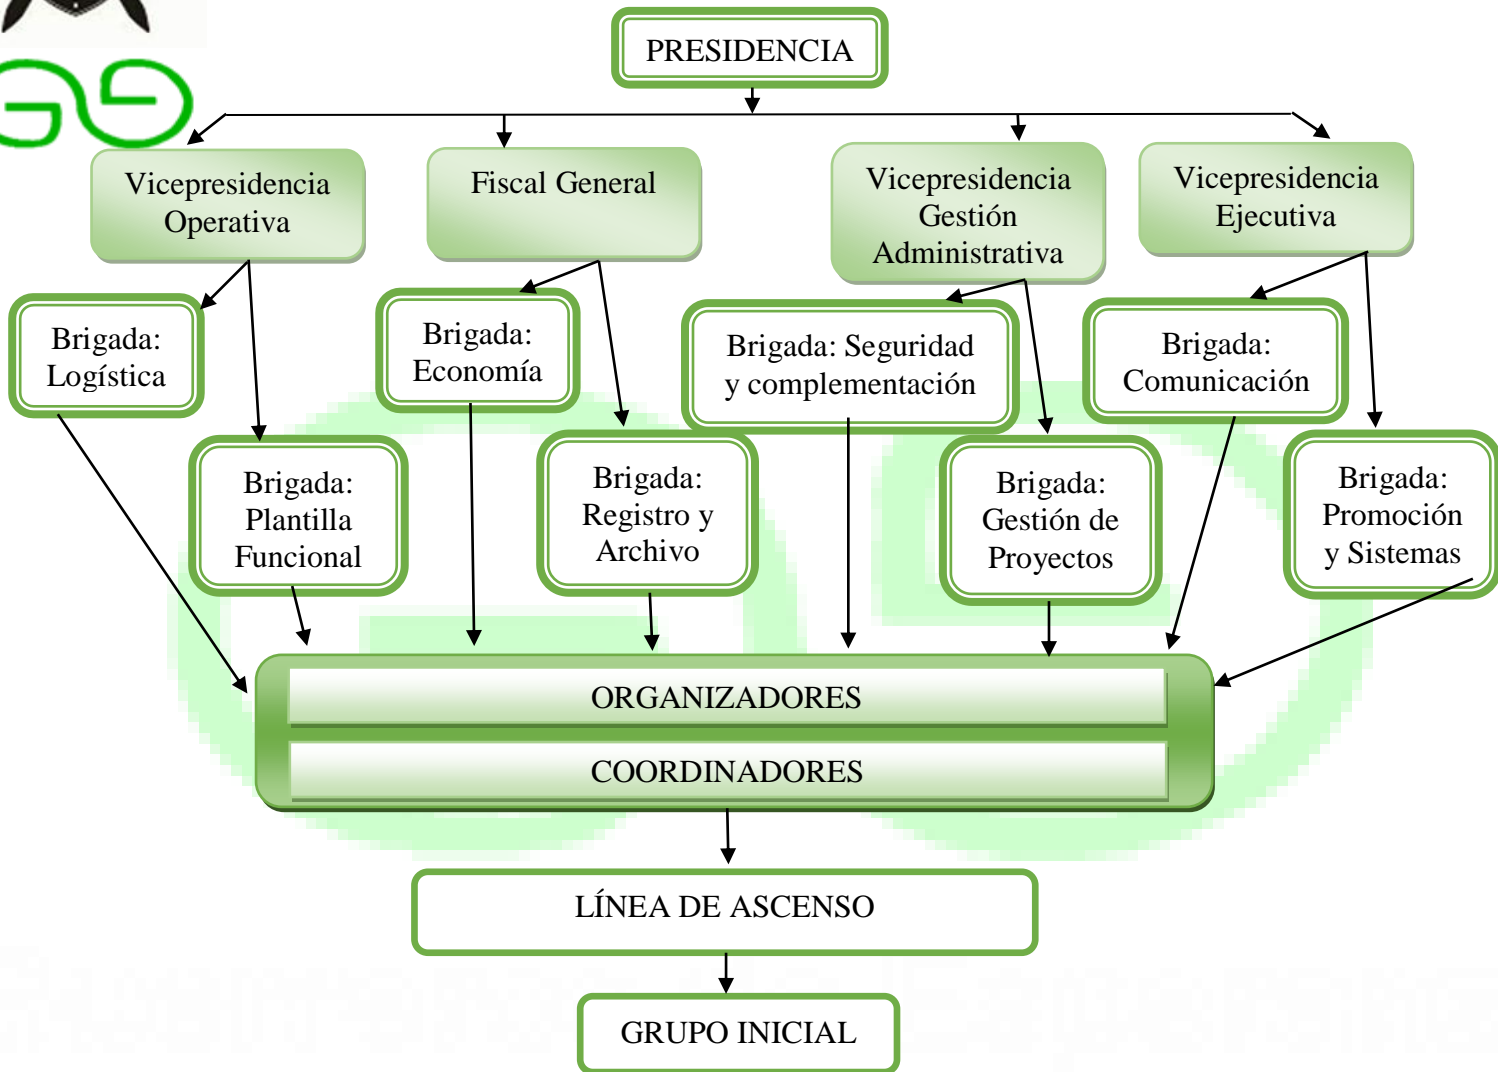 PRESIDENCIA
Vicepresidencia
Operativa
Fiscal General
Vicepresidencia
Gestión
Administrativa
Vicepresidencia
Ejecutiva
Brigada:
Logística
Brigada:
Economía
Brigada: Seguridad
y complementación
Brigada:
Comunicación
Brigada:
Plantilla
Funcional
Brigada:
Registro y
Archivo
Brigada:
Gestión de
Proyectos
Brigada:
Promoción
y Sistemas
ORGANIZADORES
COORDINADORES
LÍNEA DE ASCENSO
GRUPO INICIAL